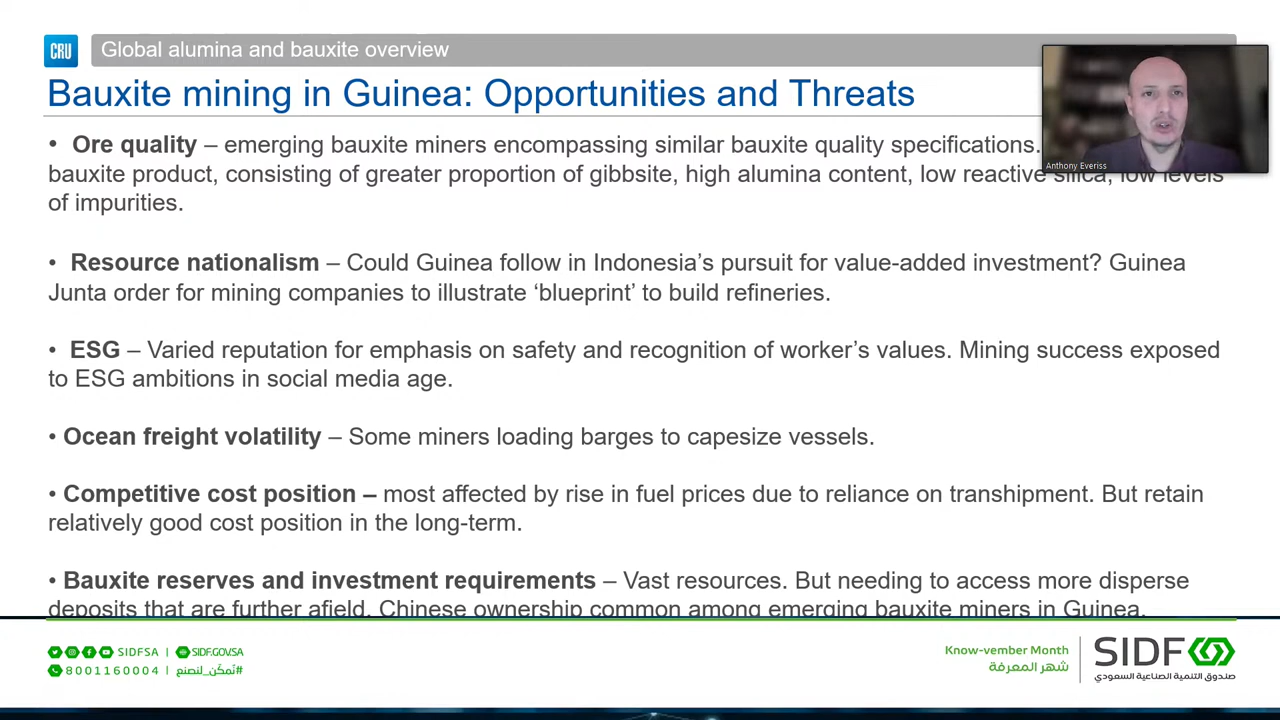 CRU
Global alumina and bauxite overview
Bauxite mining in Guinea: Opportunities and Threats
Anthony Everiss
• Ore quality – emerging bauxite miners encompassing similar bauxite quality specifications.
bauxite product, consisting of greater proportion of gibbsite, high alumina content, low reactive silica, low levels
of impurities.
• Resource nationalism – Could Guinea follow in Indonesia's pursuit for value-added investment? Guinea
Junta order for mining companies to illustrate ‘blueprint’ to build refineries.
• ESG – Varied reputation for emphasis on safety and recognition of worker's values. Mining success exposed
to ESG ambitions in social media age.
• Ocean freight volatility – Some miners loading barges to capesize vessels.
• Competitive cost position – most affected by rise in fuel prices due to reliance on transhipment. But retain
relatively good cost position in the long-term.
• Bauxite reserves and investment requirements – Vast resources. But needing to access more disperse
deposits that are further afield. Chinese ownership common among emerging bauxite miners in Guinea.
SIDFSA | SIDF.GOV.SA
8001160004 | #نُمكّن_لنصنع
Know-vember Month
شهر المعرفة
SIDF
صندوق التنمية الصناعية السعودي